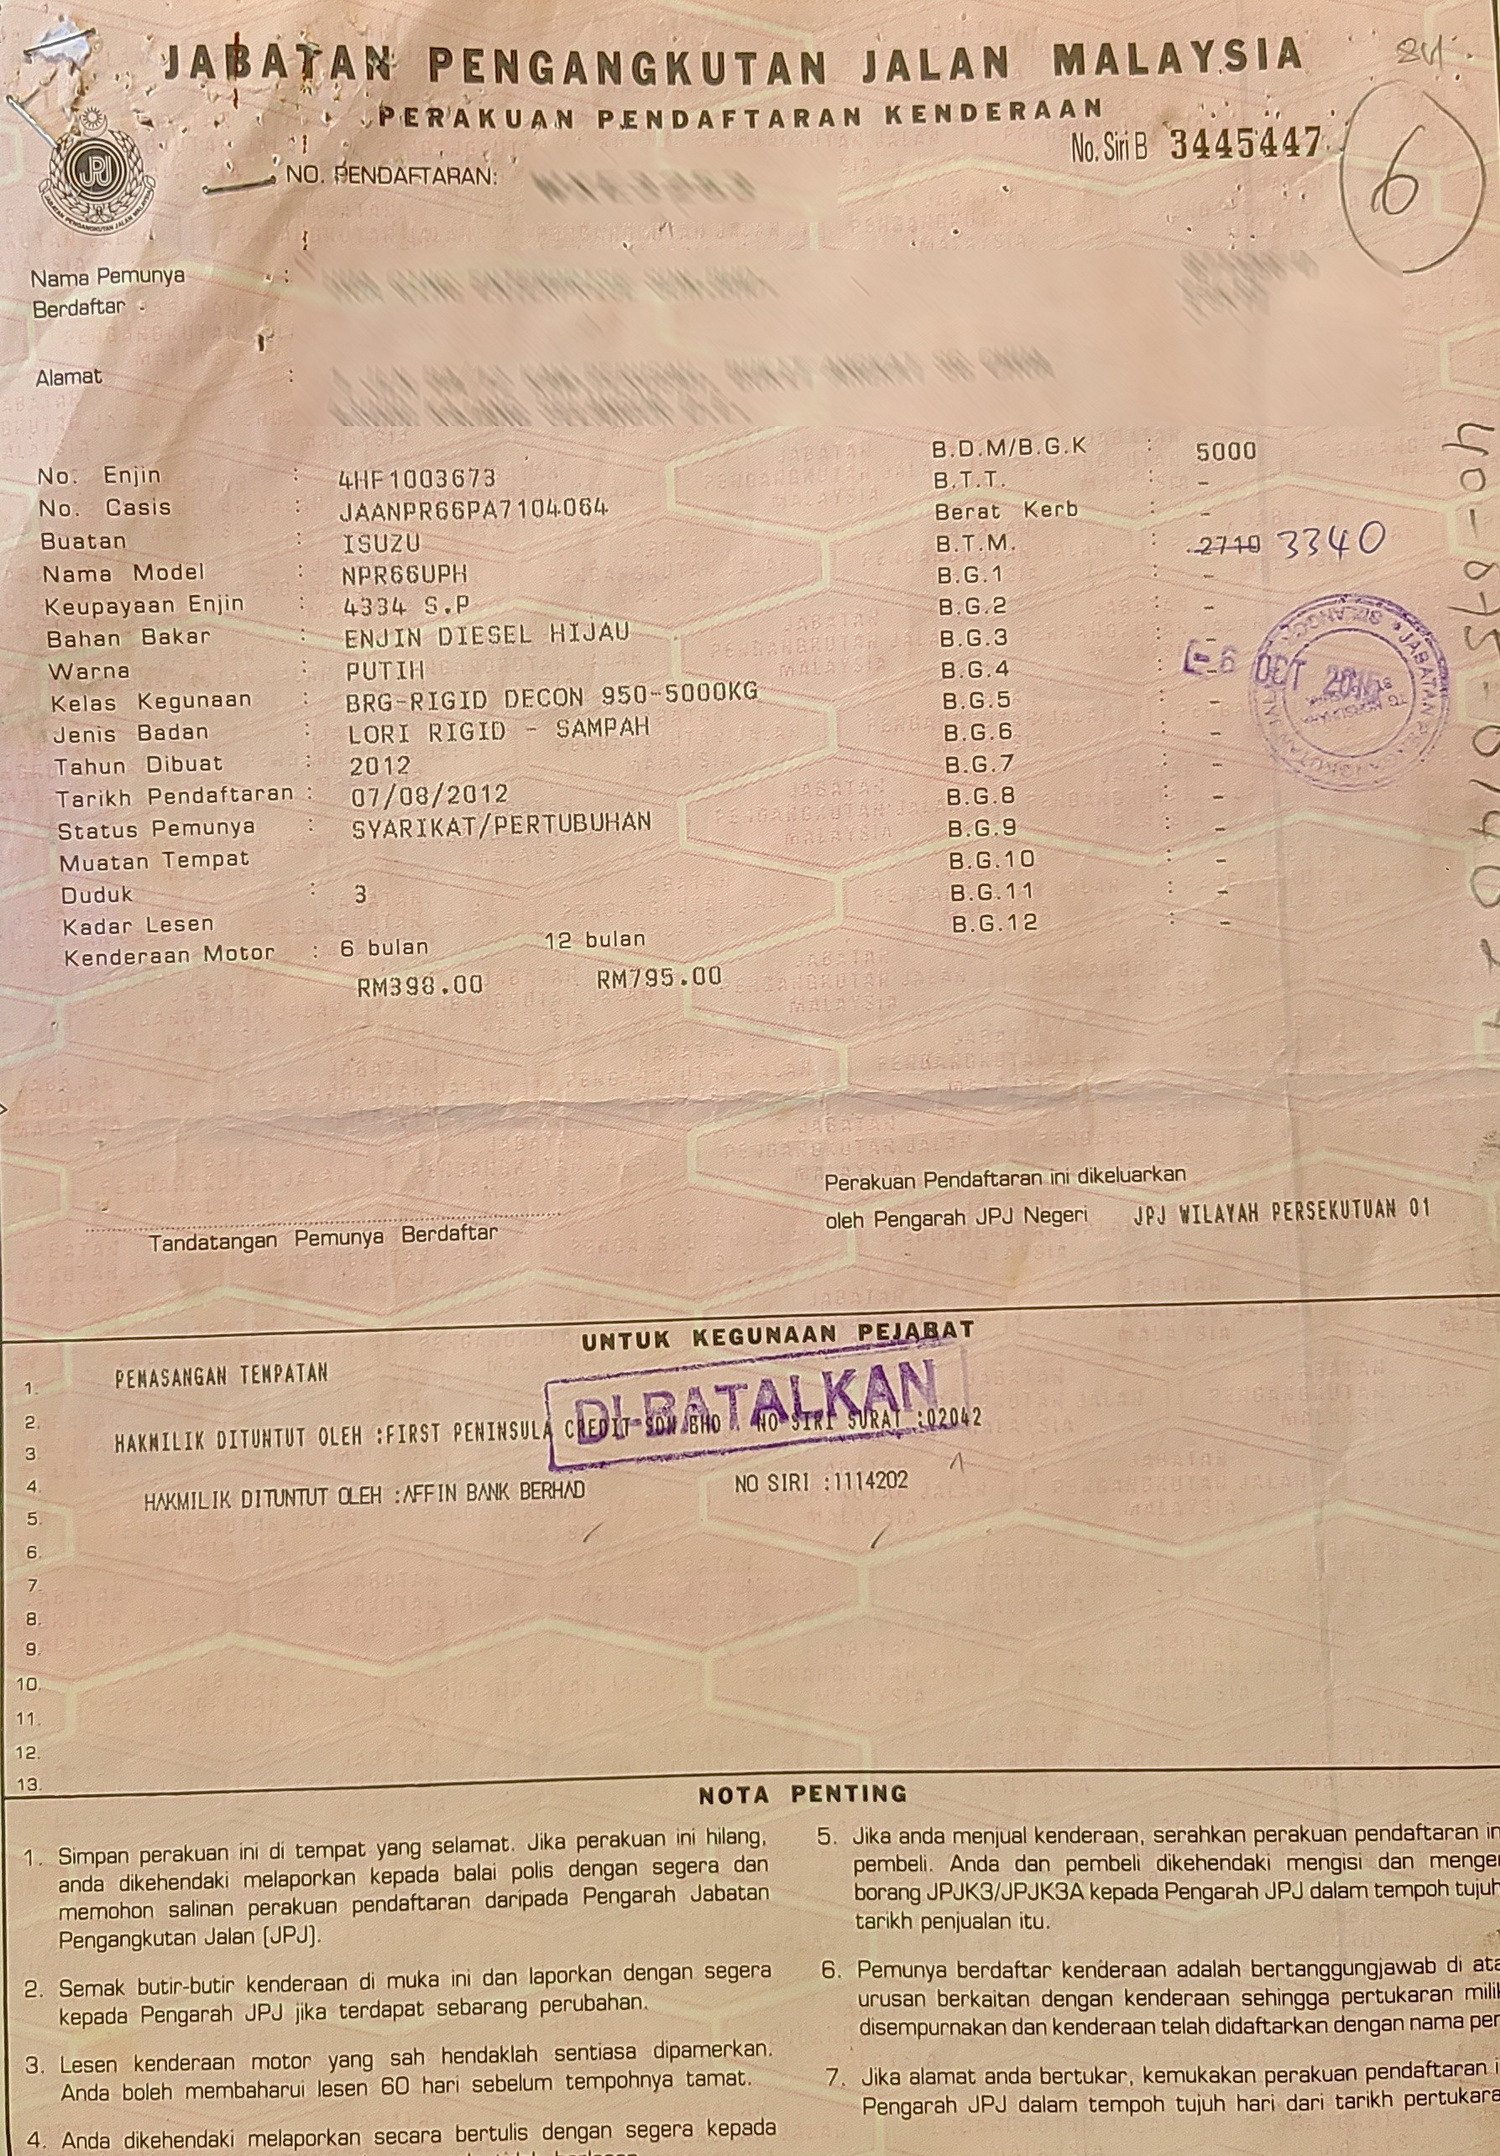 JABATAN PENGANGKUTAN JALAN MALAYSIA
PERAKUAN PENDAFTARAN KENDERAAN
84
No. Siri B 3445447
6
JPJ
NO. PENDAFTARAN:
Nama Pemunya :
Berdaftar
Alamat :
No. Enjin : 4HF1003673
No. Casis : JAANPR66PA7104064
Buatan : ISUZU
Nama Model : NPR66UPH
Keupayaan Enjin : 4334 S.P
Bahan Bakar : ENJIN DIESEL HIJAU
Warna : PUTIH
Kelas Kegunaan : BRG-RIGID DECON 950-5000KG
Jenis Badan : LORI RIGID - SAMPAH
Tahun Dibuat : 2012
Tarikh Pendaftaran : 07/08/2012
Status Pemunya : SYARIKAT/PERTUBUHAN
Muatan Tempat
Duduk : 3
Kadar Lesen
Kenderaan Motor : 6 bulan 12 bulan
RM398.00 RM795.00
B.D.M/B.G.K : 5000
B.T.T. : -
Berat Kerb : -
B.T.M. : 2710 3340
B.G.1 : -
B.G.2 : -
B.G.3 : -
B.G.4 : -
B.G.5 : -
B.G.6 : -
B.G.7 : -
B.G.8 : -
B.G.9 : -
B.G.10 : -
B.G.11 : -
B.G.12 : -
-6 OCT
Perakuan Pendaftaran ini dikeluarkan
oleh Pengarah JPJ Negeri JPJ WILAYAH PERSEKUTUAN 01
Tandatangan Pemunya Berdaftar
UNTUK KEGUNAAN PEJABAT
1. PEMASANGAN TEMPATAN
DI-BATALKAN
2.
HAKMILIK DITUNTUT OLEH :FIRST PENINSULA CREDIT SDN BHD NO SIRI SURAT :02042
3
4.
HAKMILIK DITUNTUT OLEH :AFFIN BANK BERHAD NO SIRI :1114202
5.
6.
7.
8.
9.
10.
11.
12.
13.
NOTA PENTING
1. Simpan perakuan ini di tempat yang selamat. Jika perakuan ini hilang,
anda dikehendaki melaporkan kepada balai polis dengan segera dan
memohon salinan perakuan pendaftaran daripada Pengarah Jabatan
Pengangkutan Jalan (JPJ).
2. Semak butir-butir kenderaan di muka ini dan laporkan dengan segera
kepada Pengarah JPJ jika terdapat sebarang perubahan.
3. Lesen kenderaan motor yang sah hendaklah sentiasa dipamerkan.
Anda boleh membaharui lesen 60 hari sebelum tempohnya tamat.
4. Anda dikehendaki melaporkan secara bertulis dengan segera kepada
5. Jika anda menjual kenderaan, serahkan perakuan pendaftaran in
pembeli. Anda dan pembeli dikehendaki mengisi dan menge
borang JPJK3/JPJK3A kepada Pengarah JPJ dalam tempoh tujuh
tarikh penjualan itu.
6. Pemunya berdaftar kenderaan adalah bertanggungjawab di ata
urusan berkaitan dengan kenderaan sehingga pertukaran milik
disempurnakan dan kenderaan telah didaftarkan dengan nama pem
7. Jika alamat anda bertukar, kemukakan perakuan pendaftaran i
Pengarah JPJ dalam tempoh tujuh hari dari tarikh pertukara